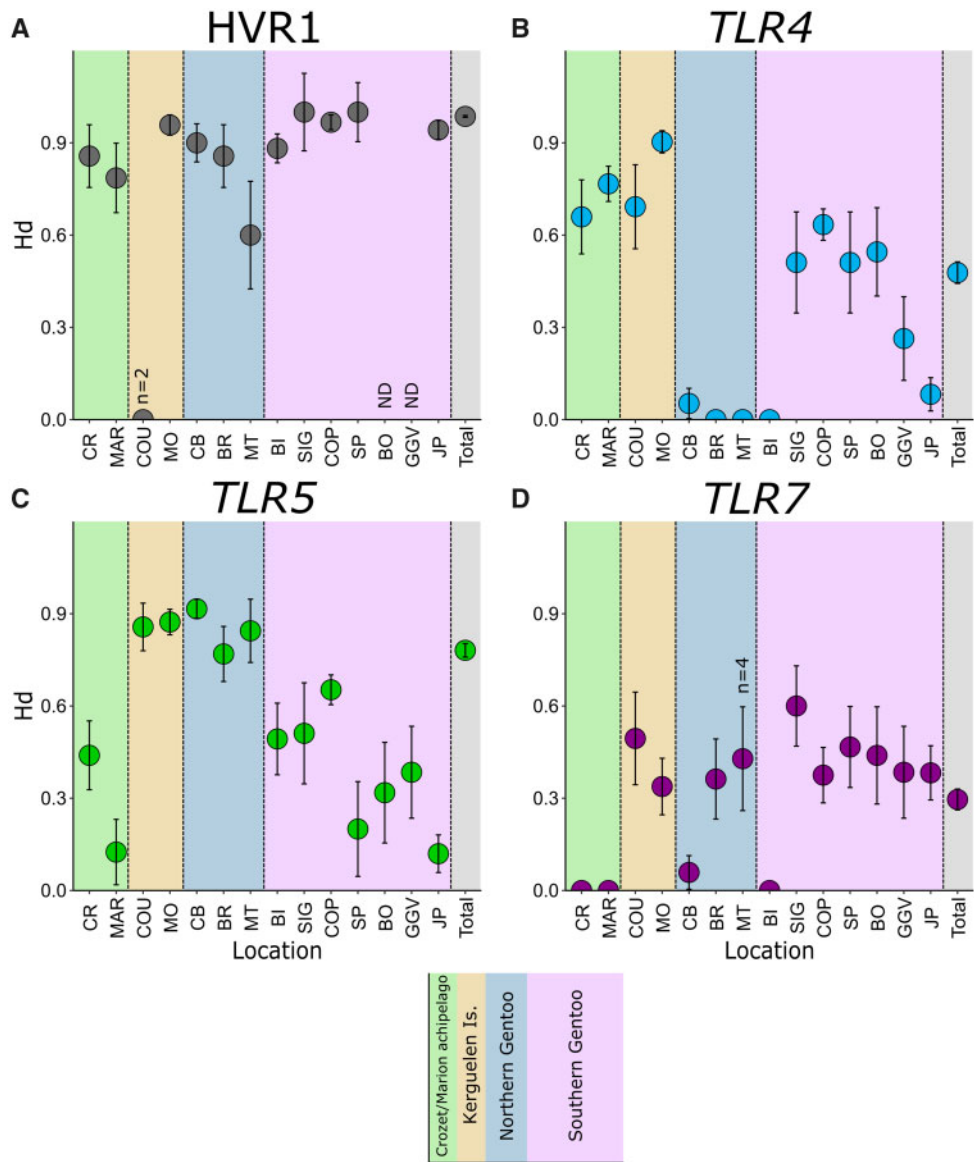 A HVR1
0.9
0.6
0.3
0.0
Hd
n=2
ND
ND
CR MAR COU MO CB BR MT BI SIG COP SP BO GGV JP Total
B TLR4
0.9
0.6
0.3
0.0
CR MAR COU MO CB BR MT BI SIG COP SP BO GGV JP Total
C TLR5
0.9
0.6
0.3
0.0
Hd
CR MAR COU MO CB BR MT BI SIG COP SP BO GGV JP Total
Location
D TLR7
0.9
0.6
0.3
0.0
n=4
CR MAR COU MO CB BR MT BI SIG COP SP BO GGV JP Total
Location
Crozet/Marion achipelago
Kerguelen Is.
Northern Gentoo
Southern Gentoo